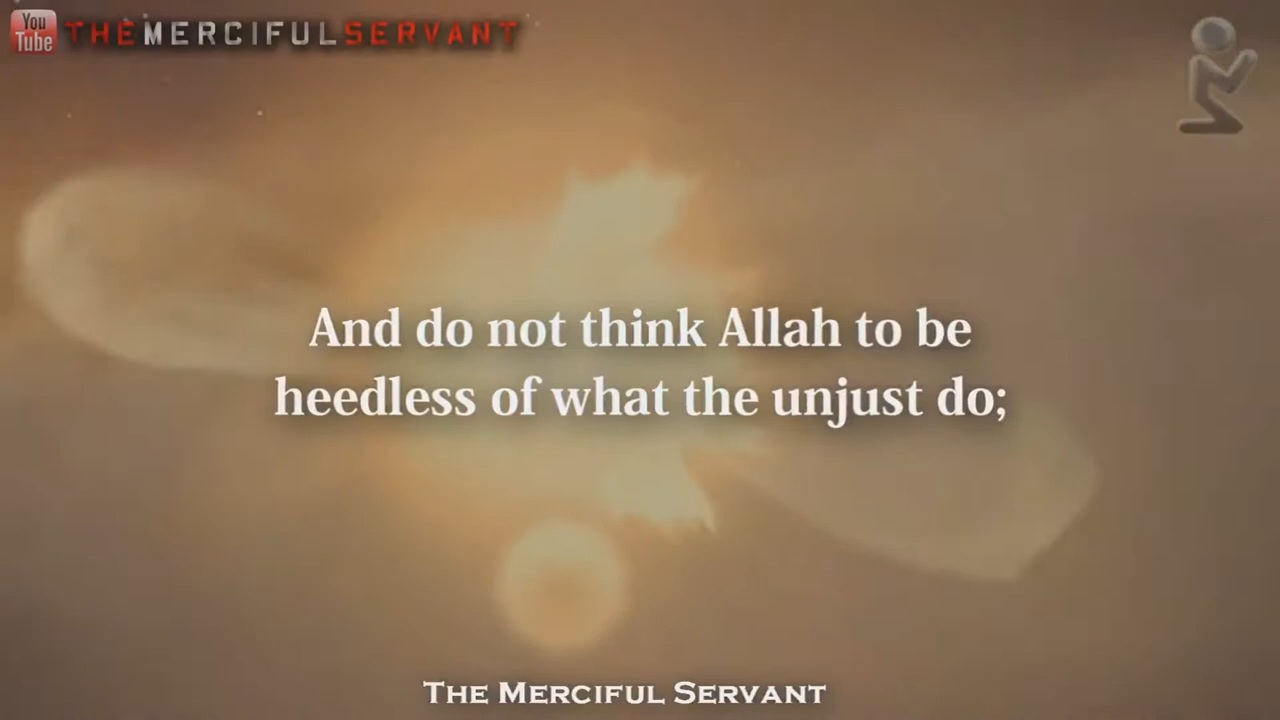 You
Tube
THEMERCIFULSERVANT
And do not think Allah to be
heedless of what the unjust do;
The Merciful Servant